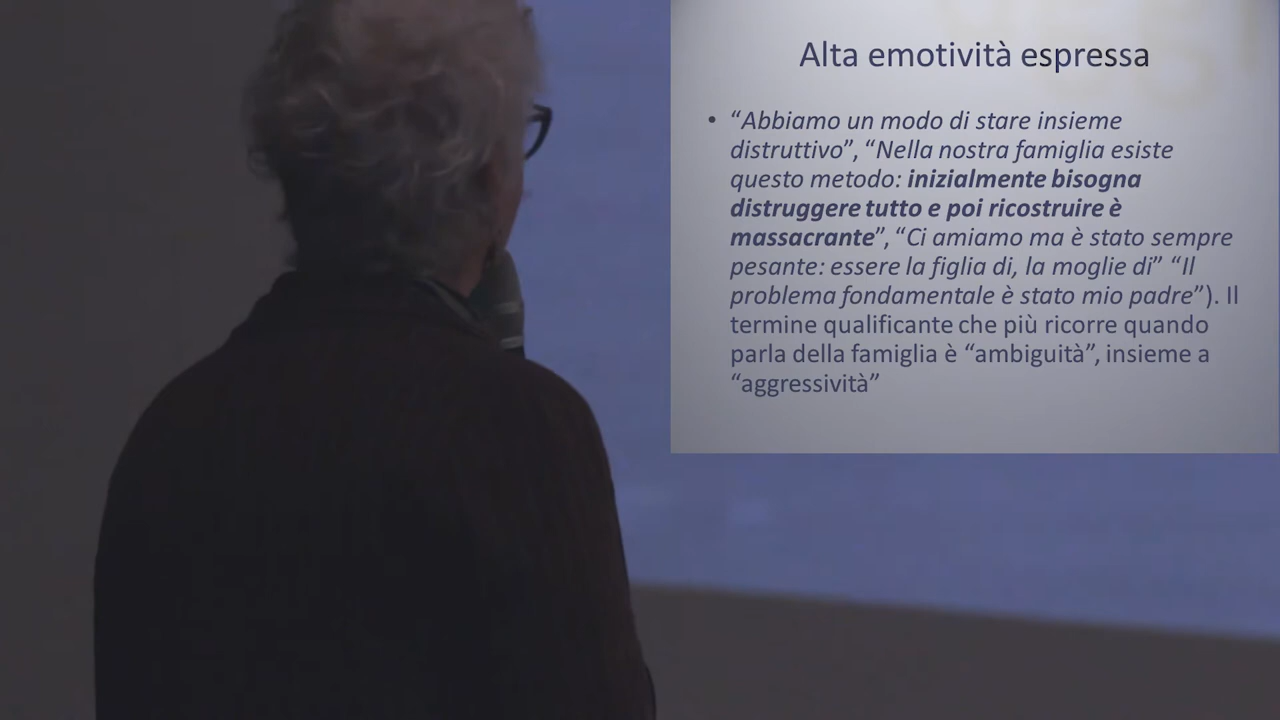 Alta emotività espressa
• “Abbiamo un modo di stare insieme
distruttivo”, “Nella nostra famiglia esiste
questo metodo: inizialmente bisogna
distruggere tutto e poi ricostruire è
massacrante”, “Ci amiamo ma è stato sempre
pesante: essere la figlia di, la moglie di” “Il
problema fondamentale è stato mio padre”). Il
termine qualificante che più ricorre quando
parla della famiglia è “ambiguità”, insieme a
“aggressività”